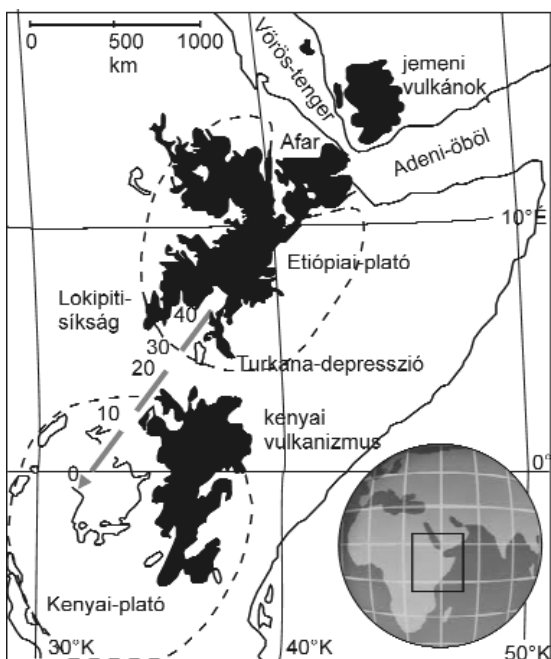 0 500 1000
km
Vörös-tenger
jemeni
vulkánok
Afar
Adeni-öböl
10°É
Etiópiai-plató
Lokipiti-
síkság
40
30
20
Turkana-depresszió
10
kenyai
vulkanizmus
0
0°
Kenyai-plató
30°K
40°K
50°K